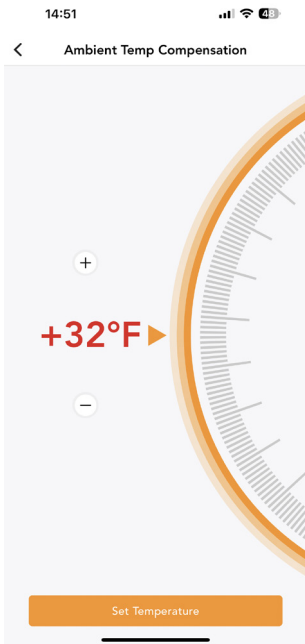 14:51
48
Ambient Temp Compensation
+
+32°F
−
Set Temperature